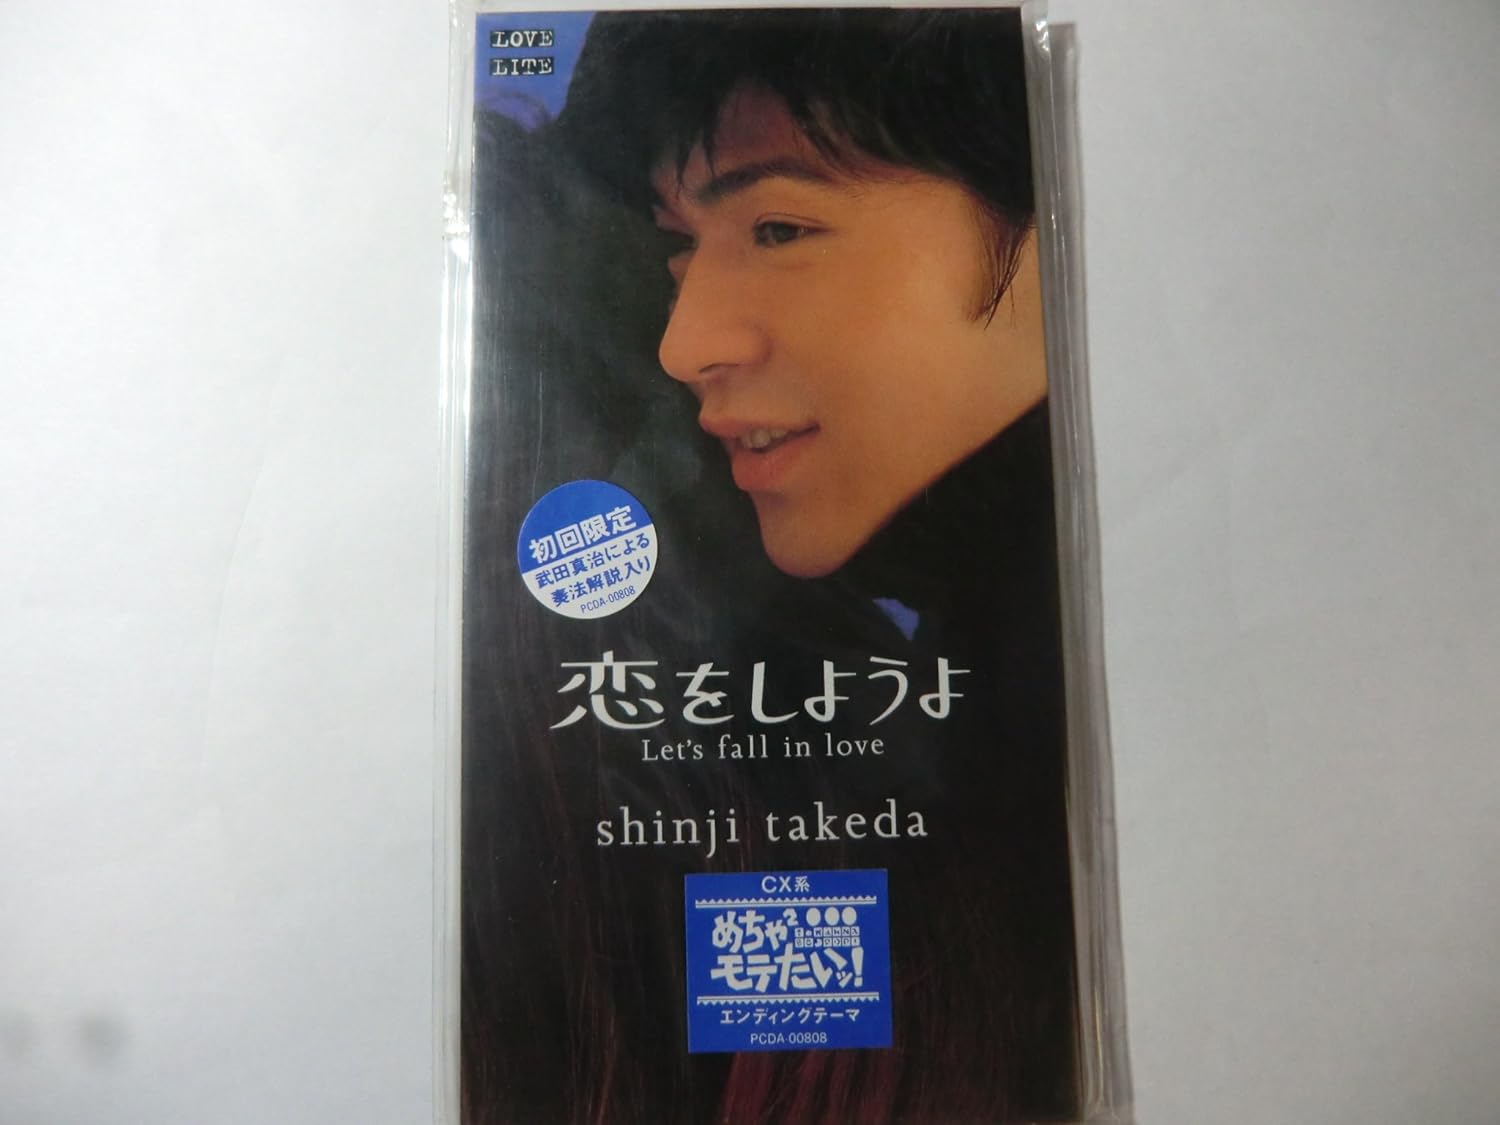 LOVE
LITE
初回限定
武田真治による
奏法解説入り
PCDA-00808
恋をしようよ
Let's fall in love
shinji takeda
CX系
めちゃ²
モテたいッ!
エンディングテーマ
PCDA-00808